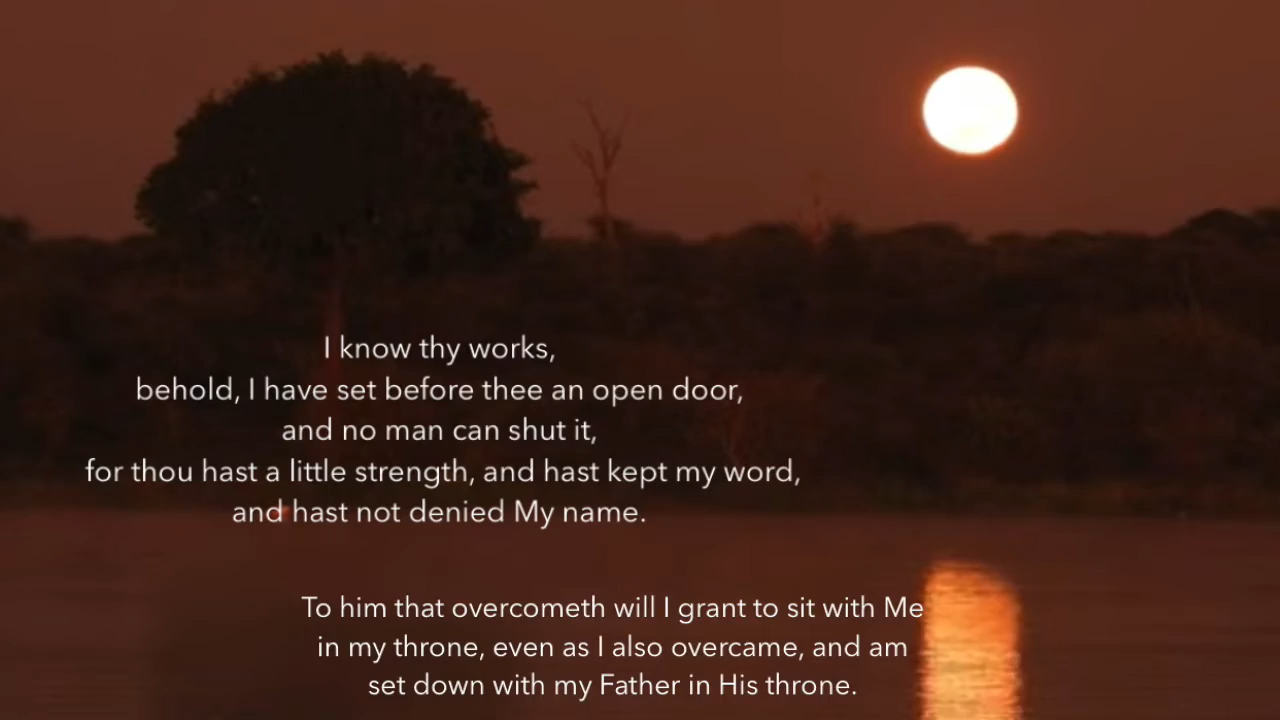 I know thy works,
behold, I have set before thee an open door,
and no man can shut it,
for thou hast a little strength, and hast kept my word,
and hast not denied My name.
To him that overcometh will I grant to sit with Me
in my throne, even as I also overcame, and am
set down with my Father in His throne.